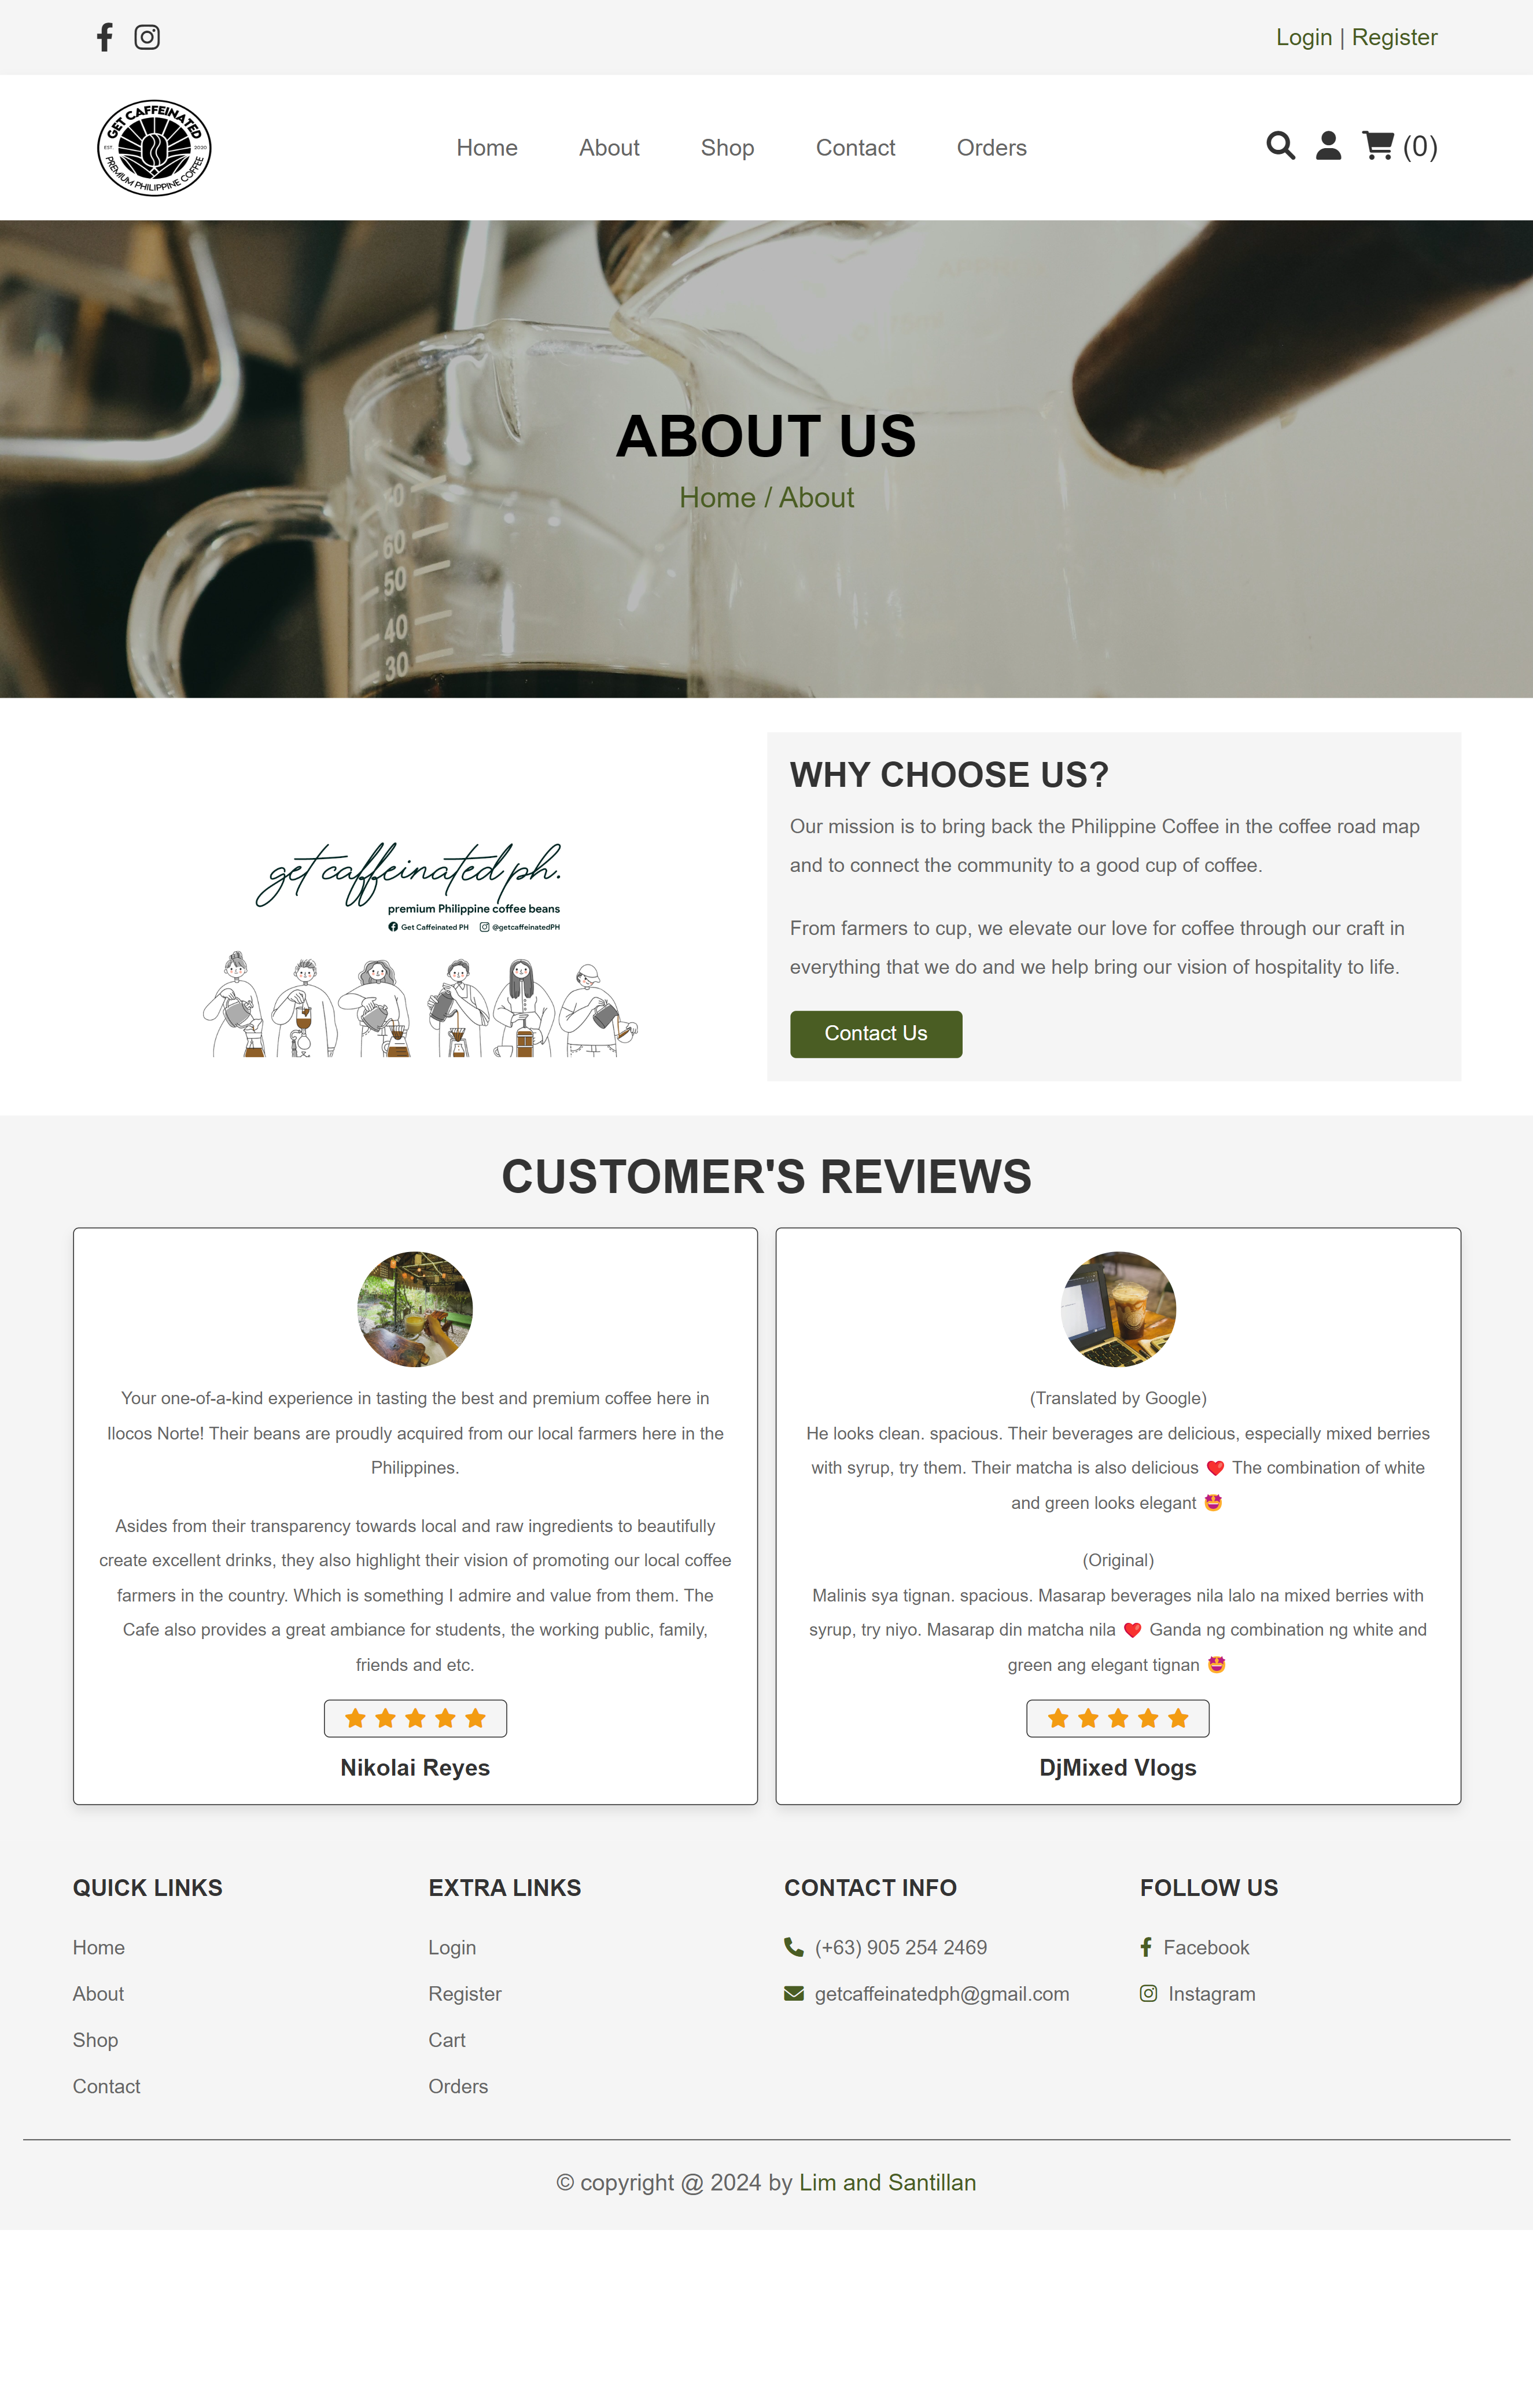 Login | Register
GET CAFFEINATED
EST. 2020
PREMIUM PHILIPPINE COFFEE
Home About Shop Contact Orders
(0)
60
50
40
30
ABOUT US
Home / About
get caffeinated ph.
premium Philippine coffee beans
Get Caffeinated PH @getcaffeinatedPH
WHY CHOOSE US?
Our mission is to bring back the Philippine Coffee in the coffee road map
and to connect the community to a good cup of coffee.
From farmers to cup, we elevate our love for coffee through our craft in
everything that we do and we help bring our vision of hospitality to life.
Contact Us
CUSTOMER'S REVIEWS
Your one-of-a-kind experience in tasting the best and premium coffee here in
Ilocos Norte! Their beans are proudly acquired from our local farmers here in the
Philippines.
Asides from their transparency towards local and raw ingredients to beautifully
create excellent drinks, they also highlight their vision of promoting our local coffee
farmers in the country. Which is something I admire and value from them. The
Cafe also provides a great ambiance for students, the working public, family,
friends and etc.
Nikolai Reyes
(Translated by Google)
He looks clean. spacious. Their beverages are delicious, especially mixed berries
with syrup, try them. Their matcha is also delicious ❤️ The combination of white
and green looks elegant 🤩
(Original)
Malinis sya tignan. spacious. Masarap beverages nila lalo na mixed berries with
syrup, try niyo. Masarap din matcha nila ❤️ Ganda ng combination ng white and
green ang elegant tignan 🤩
DjMixed Vlogs
QUICK LINKS
Home
About
Shop
Contact
EXTRA LINKS
Login
Register
Cart
Orders
CONTACT INFO
(+63) 905 254 2469
getcaffeinatedph@gmail.com
FOLLOW US
Facebook
Instagram
© copyright @ 2024 by Lim and Santillan